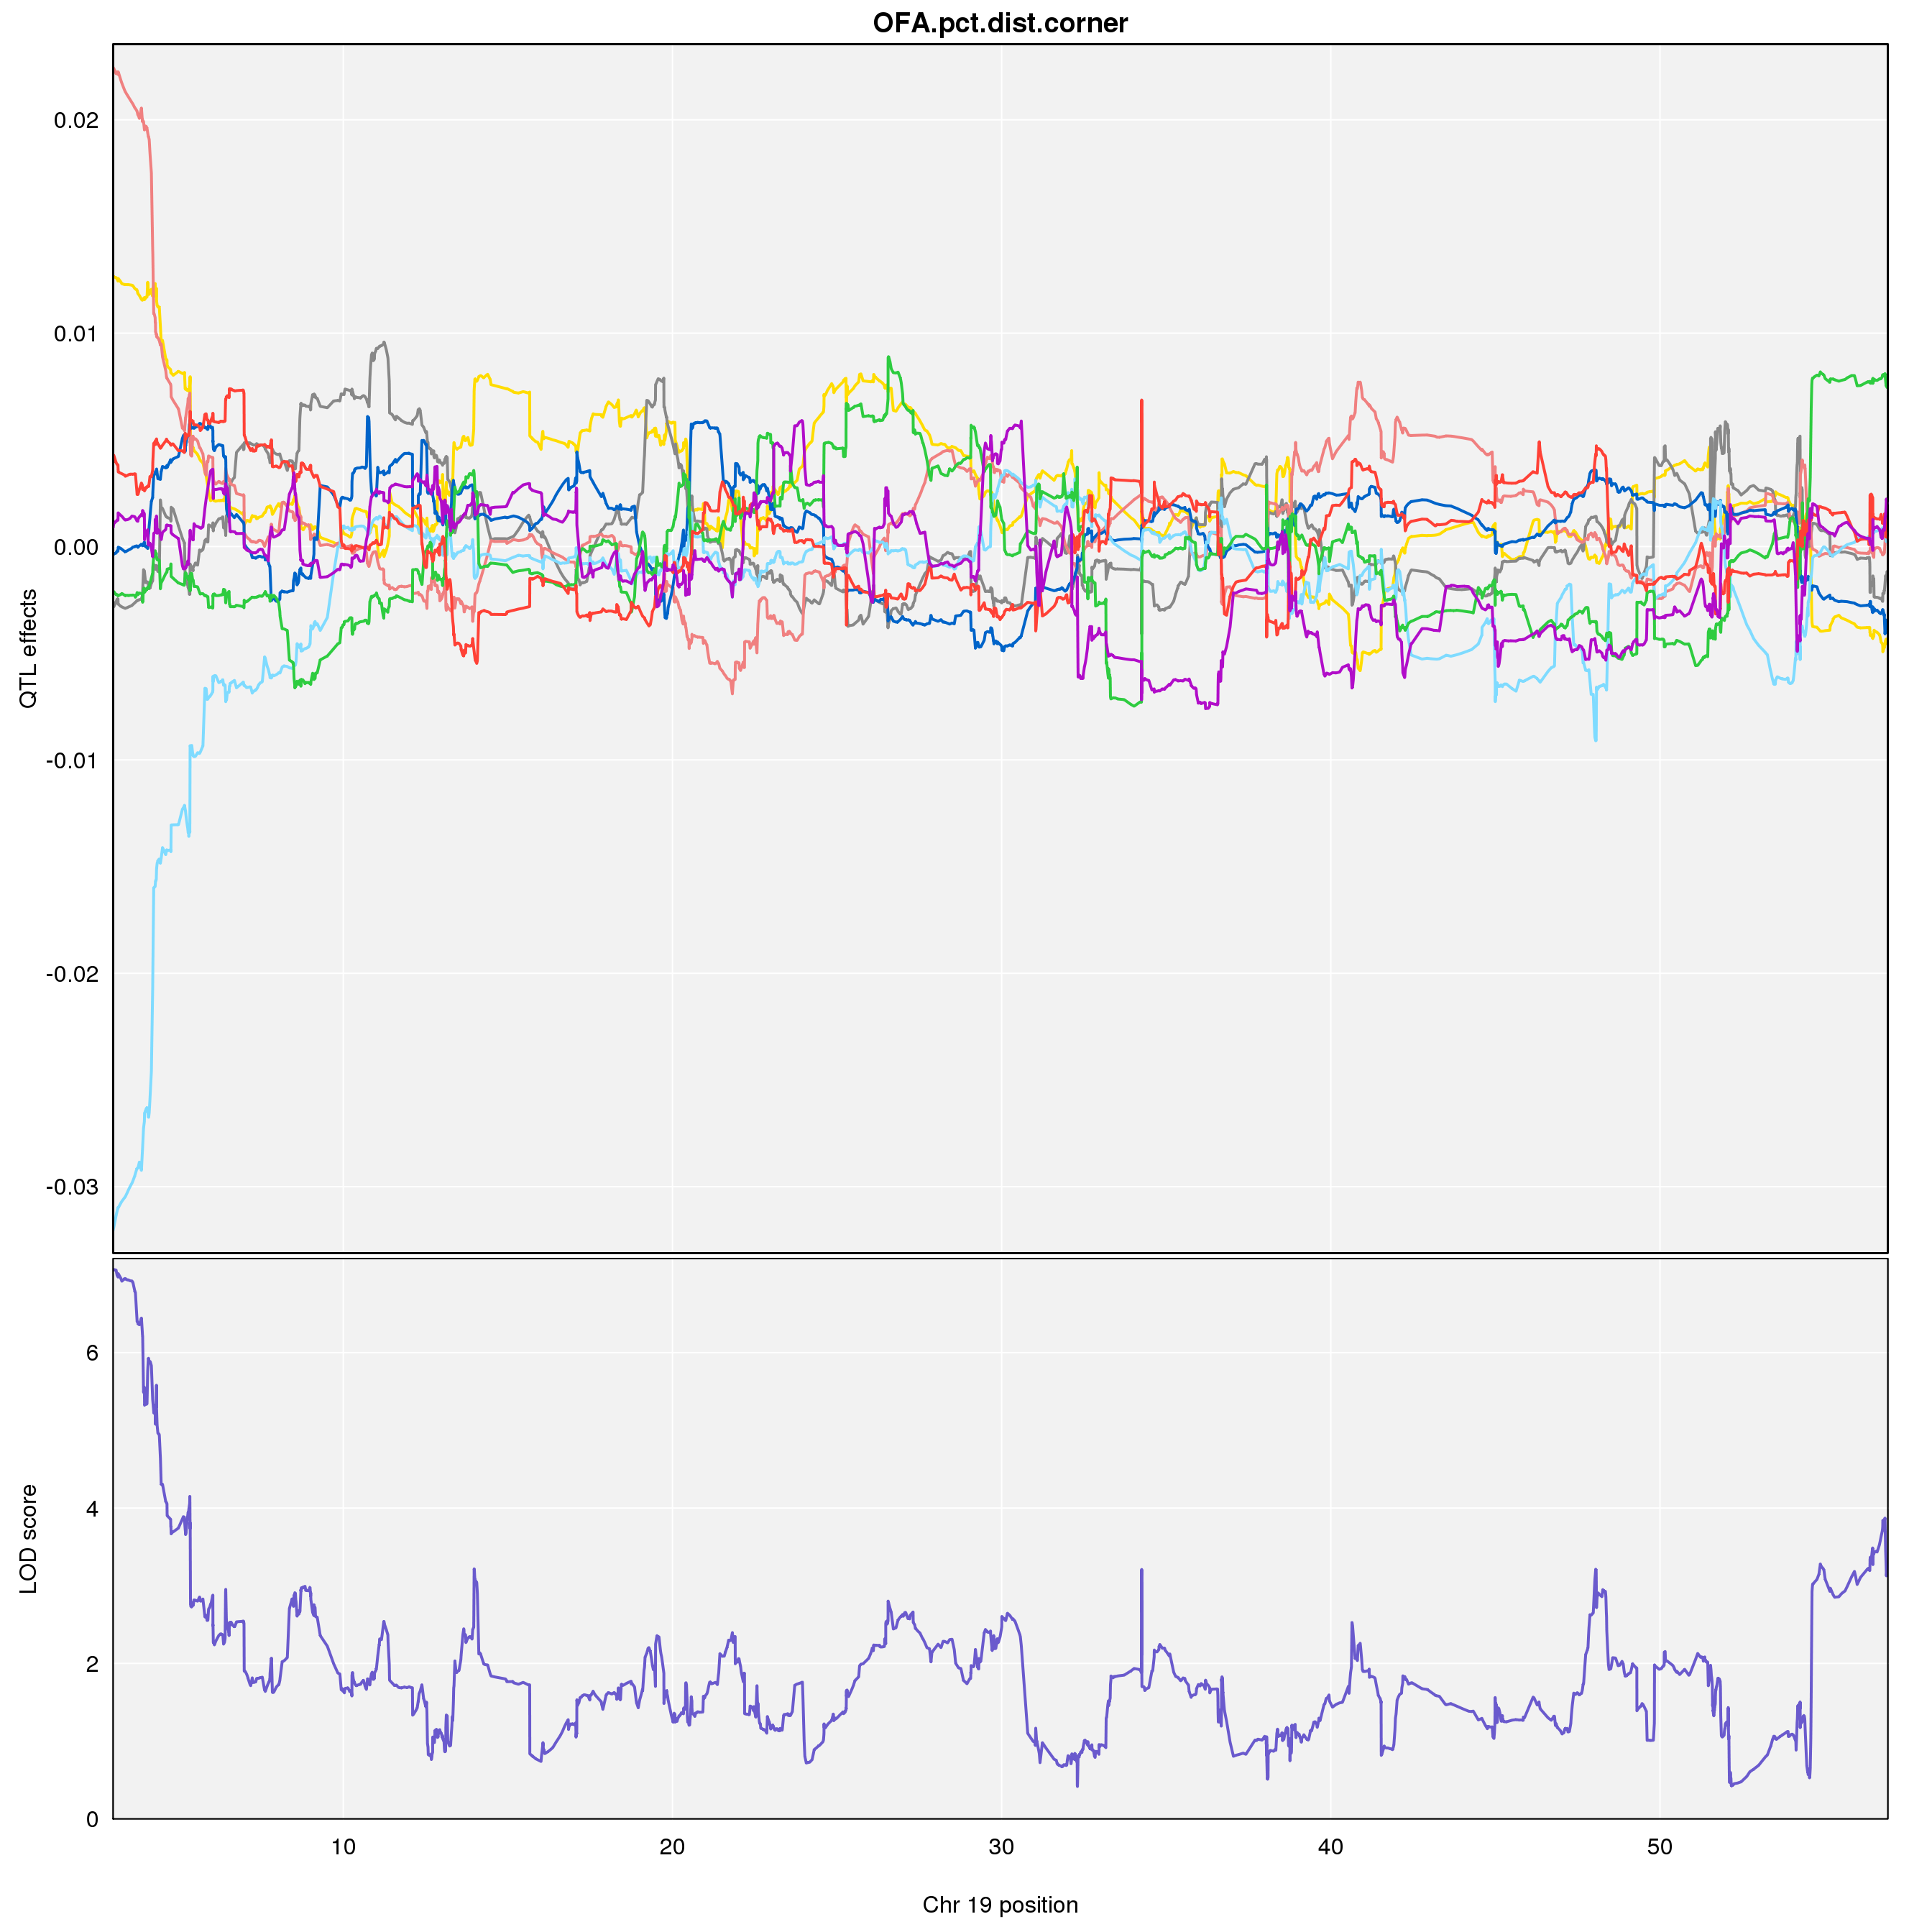 OFA.pct.dist.corner
QTL effects
0.02
0.01
0.00
-0.01
-0.02
-0.03
LOD score
6
4
2
0
10 20 30 40 50
Chr 19 position